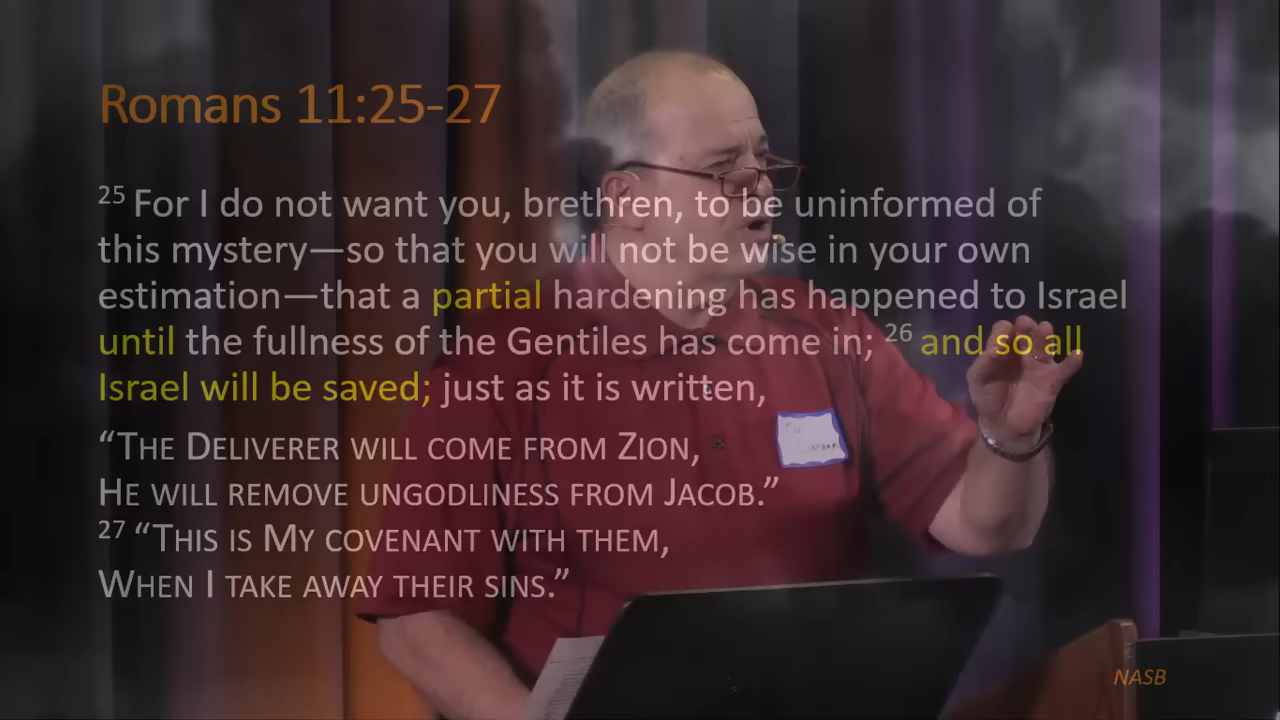 Romans 11:25-27
25 For I do not want you, brethren, to be uninformed of
this mystery—so that you will not be wise in your own
estimation—that a partial hardening has happened to Israel
until the fullness of the Gentiles has come in; 26 and so all
Israel will be saved; just as it is written,
“THE DELIVERER WILL COME FROM ZION,
HE WILL REMOVE UNGODLINESS FROM JACOB.”
27 “THIS IS MY COVENANT WITH THEM,
WHEN I TAKE AWAY THEIR SINS.”
NASB